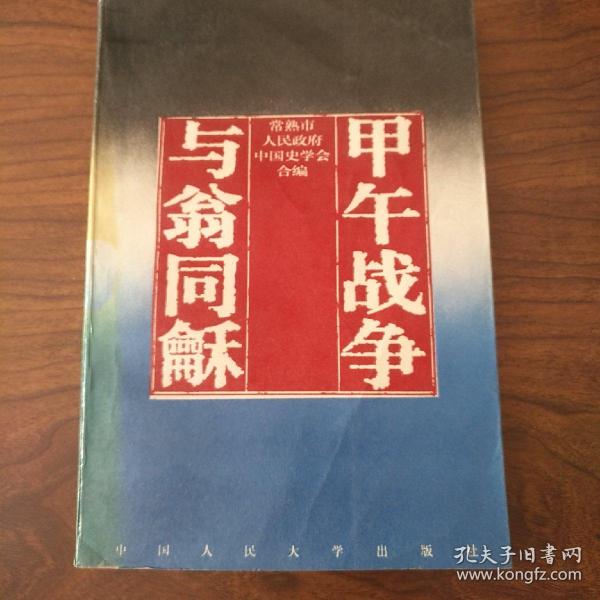 甲午战争
常熟市
人民政府
中国史学会
合编
与翁同龢
中国人民大学出版社
孔夫子旧书网
www.kongfz.com